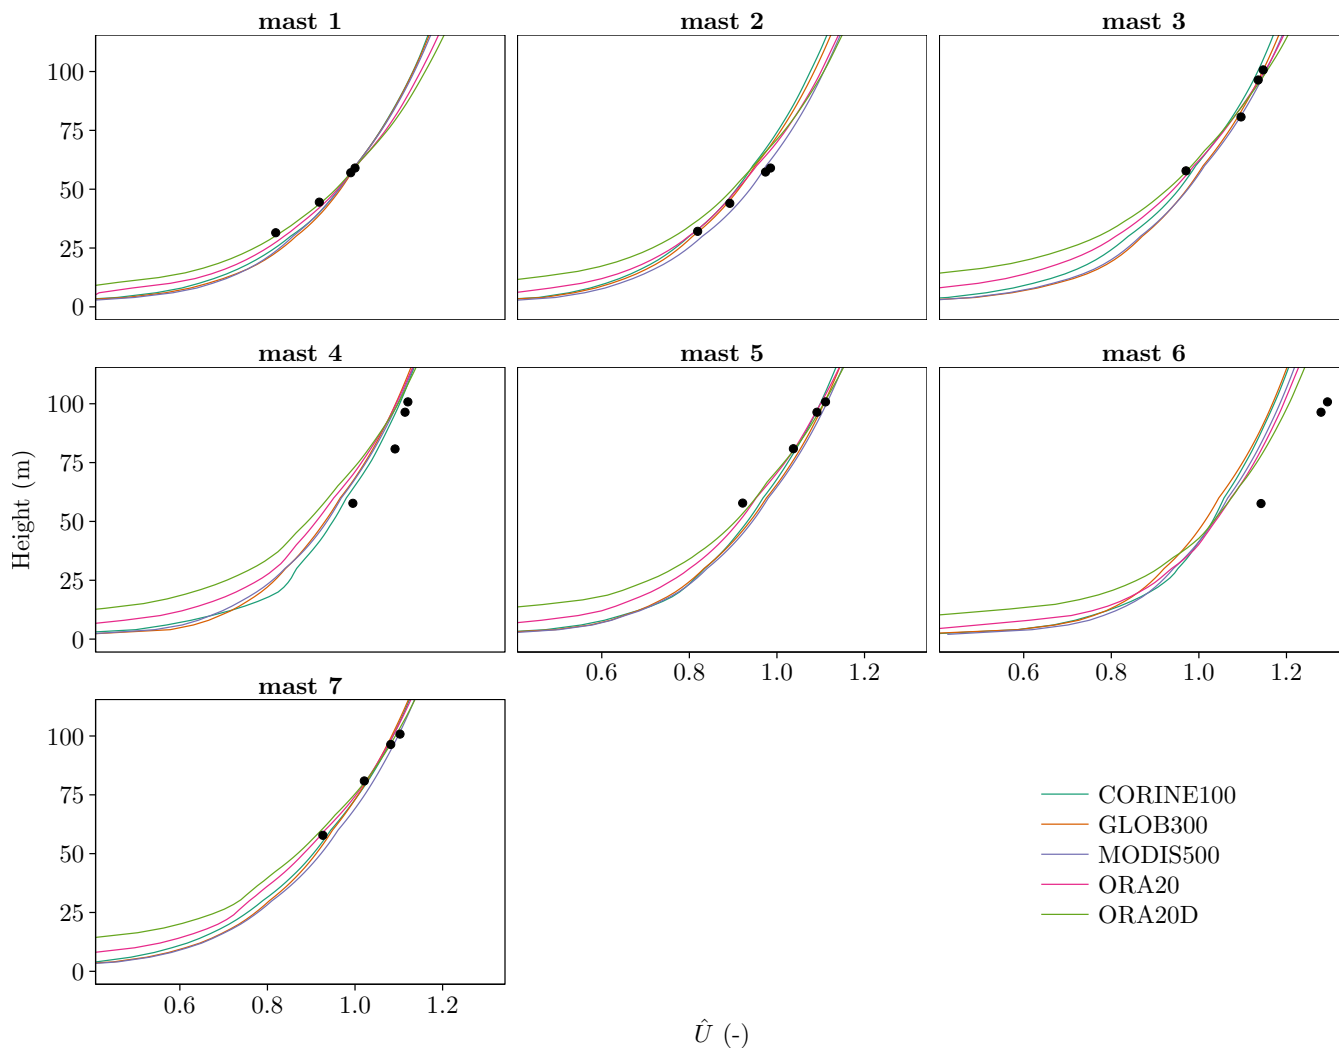 mast 1 mast 2 mast 3
100
75
50
25
0
mast 4 mast 5 mast 6
100
75
50
25
0
0.6 0.8 1.0 1.2 0.6 0.8 1.0 1.2
mast 7
100
75
50
25
0
0.6 0.8 1.0 1.2
Height (m)
Û (-)
CORINE100
GLOB300
MODIS500
ORA20
ORA20D